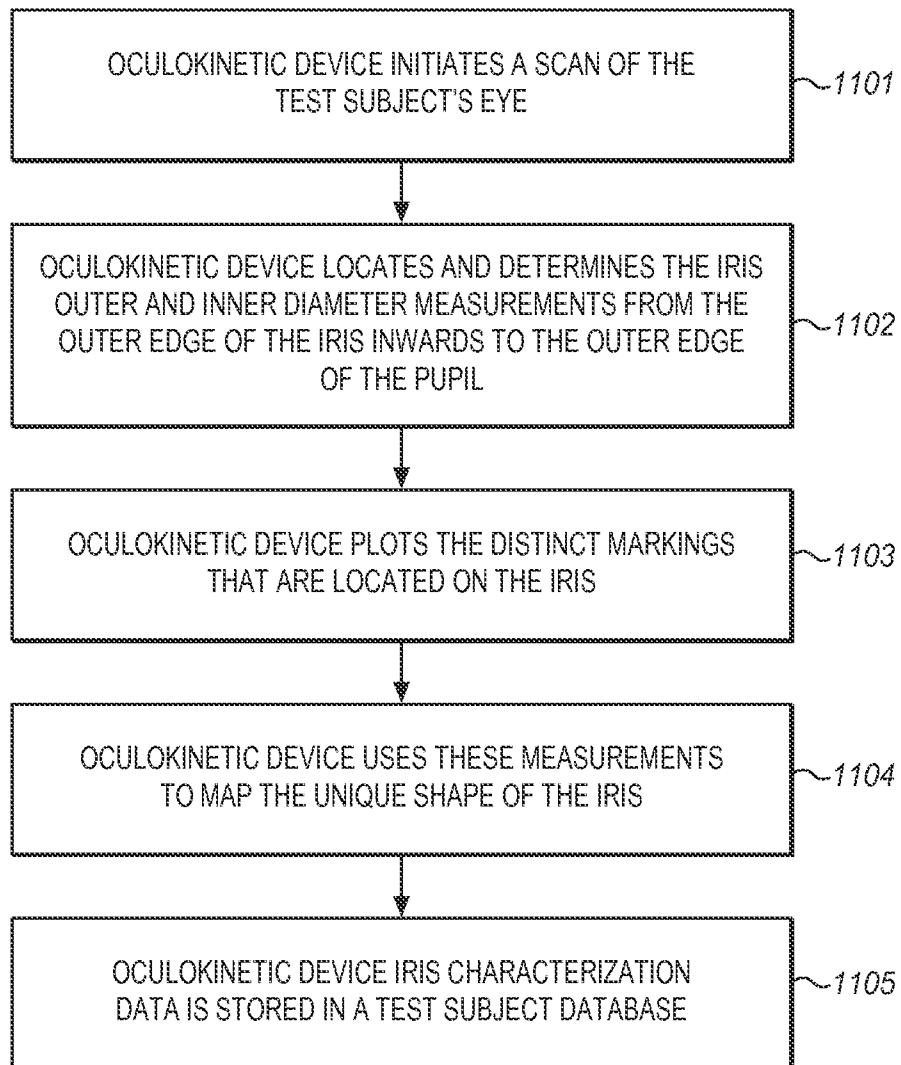 OCULOKINETIC DEVICE INITIATES A SCAN OF THE
TEST SUBJECT'S EYE
1101
OCULOKINETIC DEVICE LOCATES AND DETERMINES THE IRIS
OUTER AND INNER DIAMETER MEASUREMENTS FROM THE
OUTER EDGE OF THE IRIS INWARDS TO THE OUTER EDGE
OF THE PUPIL
1102
OCULOKINETIC DEVICE PLOTS THE DISTINCT MARKINGS
THAT ARE LOCATED ON THE IRIS
1103
OCULOKINETIC DEVICE USES THESE MEASUREMENTS
TO MAP THE UNIQUE SHAPE OF THE IRIS
1104
OCULOKINETIC DEVICE IRIS CHARACTERIZATION
DATA IS STORED IN A TEST SUBJECT DATABASE
1105